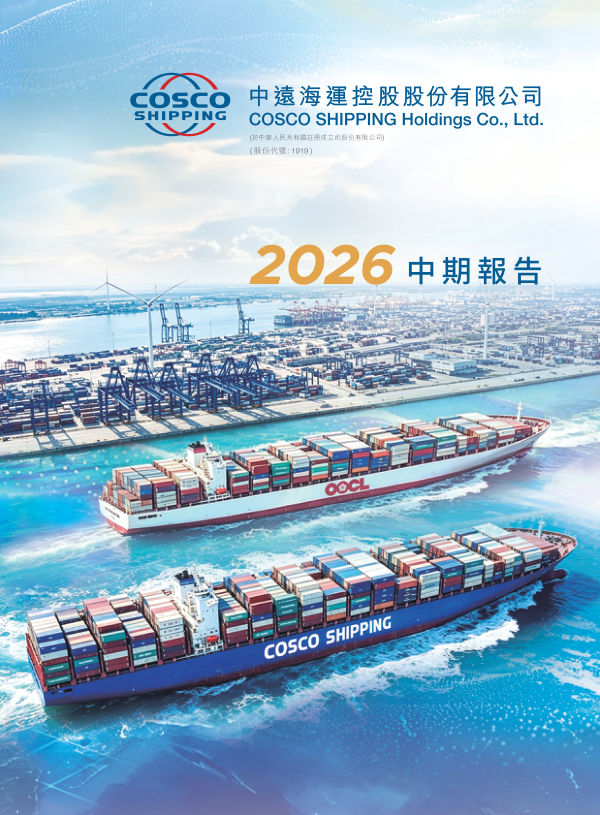 COSCO
SHIPPING
中遠海運控股股份有限公司
COSCO SHIPPING Holdings Co., Ltd.
(於中華人民共和國註冊成立的股份有限公司)
(股份代號：1919)
2026 中期報告
OOCL
COSCO SHIPPING